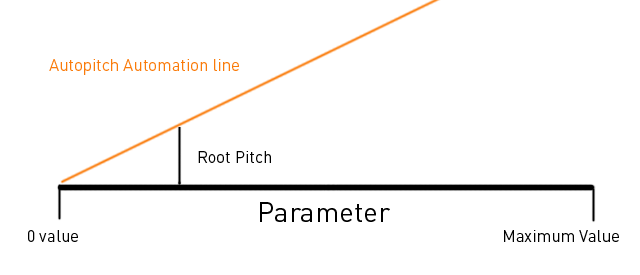 Autopitch Automation line
Root Pitch
Parameter
0 value
Maximum Value